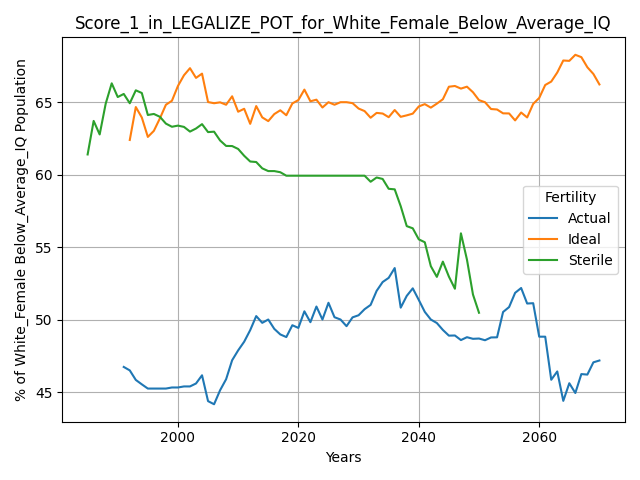 Score_1_in_LEGALIZE_POT_for_White_Female_Below_Average_IQ
% of White_Female Below_Average_IQ Population
65
60
55
50
45
Fertility
Actual
Ideal
Sterile
2000
2020
2040
2060
Years